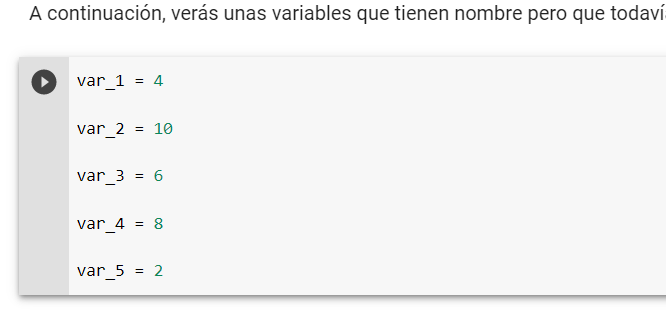 A continuación, verás unas variables que tienen nombre pero que
var_1 = 4
var_2 = 10
var_3 = 6
var_4 = 8
var_5 = 2